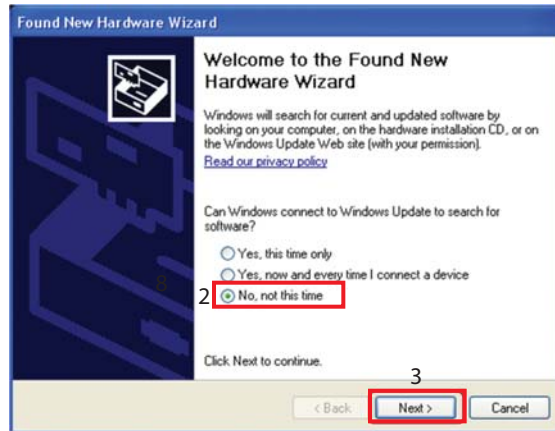 Found New Hardware Wizard
Welcome to the Found New
Hardware Wizard
Windows will search for current and updated software by
looking on your computer, on the hardware installation CD, or on
the Windows Update Web site (with your permission).
Read our privacy policy
Can Windows connect to Windows Update to search for
software?
Yes, this time only
Yes, now and every time I connect a device
8
2 No, not this time
Click Next to continue.
3
< Back Next > Cancel